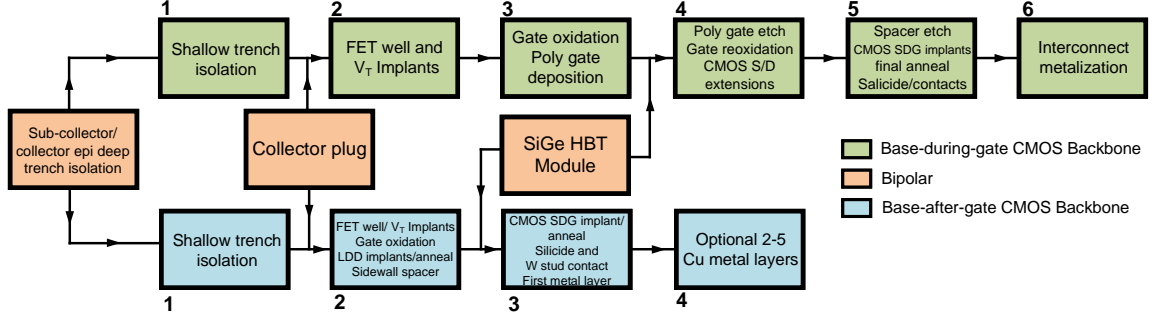 1
2
3
4
5
6
Shallow trench
isolation
FET well and
V_T Implants
Gate oxidation
Poly gate
deposition
Poly gate etch
Gate reoxidation
CMOS S/D
extensions
Spacer etch
CMOS SDG implants
final anneal
Salicide/contacts
Interconnect
metalization
Sub-collector/
collector epi deep
trench isolation
Collector plug
SiGe HBT
Module
Base-during-gate CMOS Backbone
Bipolar
Base-after-gate CMOS Backbone
Shallow trench
isolation
FET well/ V_T Implants
Gate oxidation
LDD implants/anneal
Sidewall spacer
CMOS SDG implant/
anneal
Silicide and
W stud contact
First metal layer
Optional 2-5
Cu metal layers
1
2
3
4